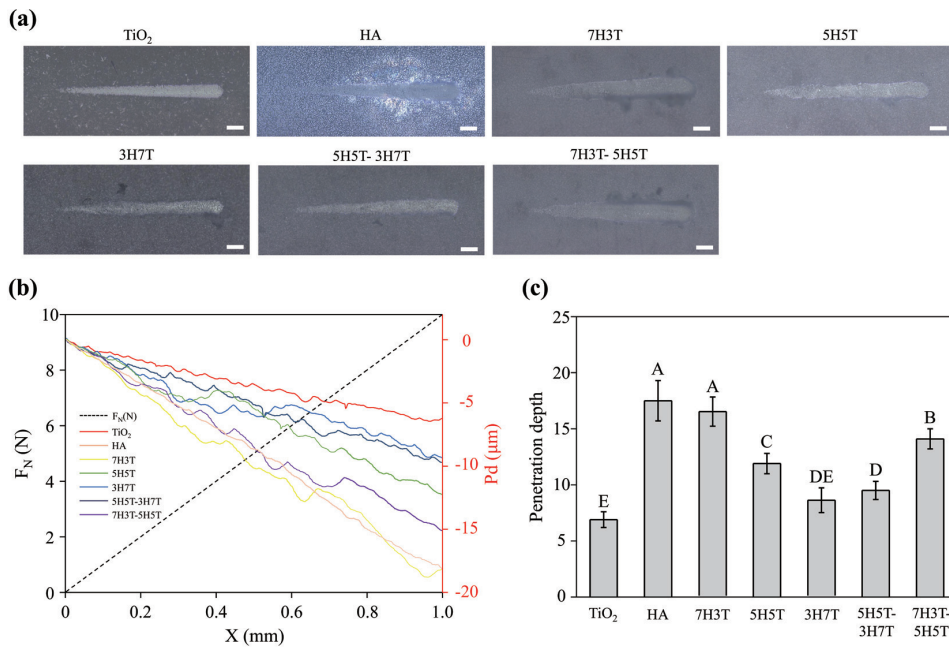 (a)
TiO₂
HA
7H3T
5H5T
3H7T
5H5T- 3H7T
7H3T- 5H5T
(b)
10
8
6
4
2
0
F_N (N)
0
-5
-10
-15
-20
Pd (μm)
F_N(N)
TiO₂
HA
7H3T
5H5T
3H7T
5H5T-3H7T
7H3T-5H5T
0
0.2
0.4
0.6
0.8
1.0
X (mm)
(c)
25
20
15
10
5
0
Penetration depth
E
A
A
C
DE
D
B
TiO₂
HA
7H3T
5H5T
3H7T
5H5T-
3H7T
7H3T-
5H5T